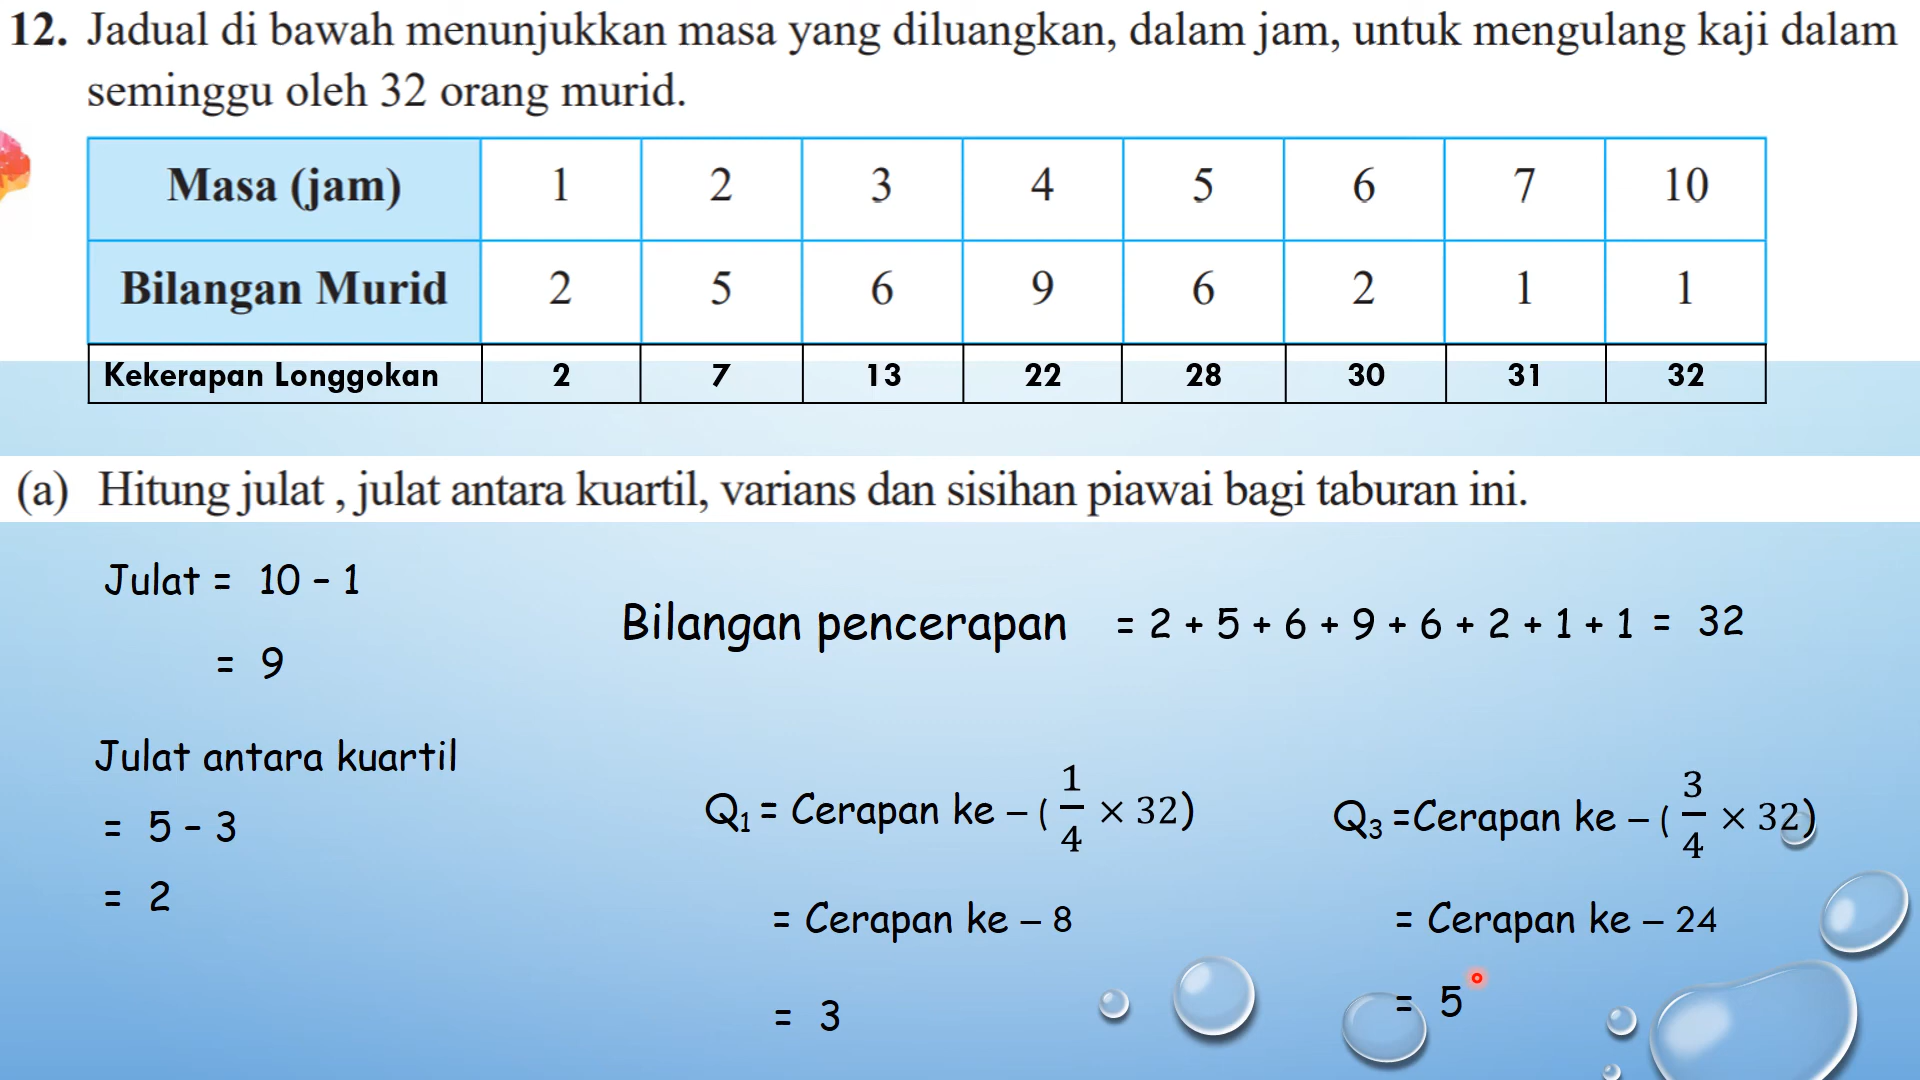 12. Jadual di bawah menunjukkan masa yang diluangkan, dalam jam, untuk mengulang kaji dalam
seminggu oleh 32 orang murid.
Masa (jam) 1 2 3 4 5 6 7 10
Bilangan Murid 2 5 6 9 6 2 1 1
Kekerapan Longgokan 2 7 13 22 28 30 31 32
(a) Hitung julat , julat antara kuartil, varians dan sisihan piawai bagi taburan ini.
Julat = 10 – 1
= 9
Bilangan pencerapan = 2 + 5 + 6 + 9 + 6 + 2 + 1 + 1 = 32
Julat antara kuartil
= 5 – 3
= 2
Q₁ = Cerapan ke – ( 1/4 × 32)
= Cerapan ke – 8
= 3
Q₃ =Cerapan ke – ( 3/4 × 32)
= Cerapan ke – 24
= 5